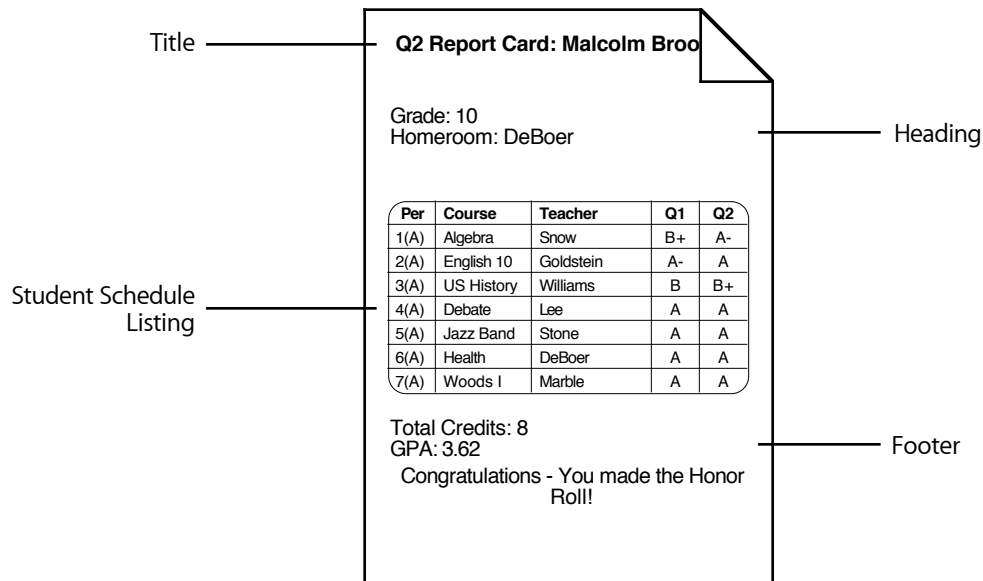 Title
Q2 Report Card: Malcolm Broo
Grade: 10
Homeroom: DeBoer
Heading
Per Course Teacher Q1 Q2
1(A) Algebra Snow B+ A-
2(A) English 10 Goldstein A- A
3(A) US History Williams B B+
4(A) Debate Lee A A
5(A) Jazz Band Stone A A
6(A) Health DeBoer A A
7(A) Woods I Marble A A
Student Schedule
Listing
Total Credits: 8
GPA: 3.62
Congratulations - You made the Honor
Roll!
Footer